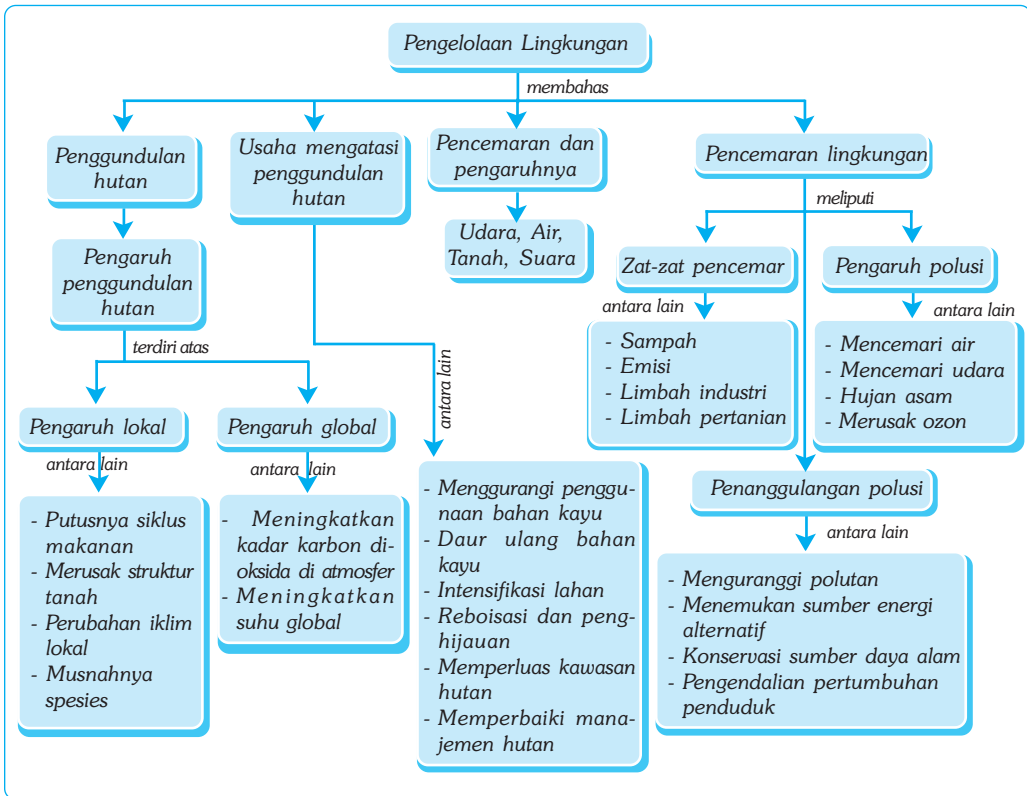 Pengelolaan Lingkungan
membahas
Penggundulan
hutan
Usaha mengatasi
penggundulan
hutan
Pencemaran dan
pengaruhnya
Pencemaran lingkungan
Udara, Air,
Tanah, Suara
meliputi
Pengaruh
penggundulan
hutan
Zat-zat pencemar
Pengaruh polusi
antara lain
antara lain
- Sampah
- Emisi
- Limbah industri
- Limbah pertanian
- Mencemari air
- Mencemari udara
- Hujan asam
- Merusak ozon
terdiri atas
antara lain
Pengaruh lokal
Pengaruh global
antara lain
antara lain
- Putusnya siklus
makanan
- Merusak struktur
tanah
- Perubahan iklim
lokal
- Musnahnya
spesies
- Meningkatkan
kadar karbon di-
oksida di atmosfer
- Meningkatkan
suhu global
- Menggurangi penggu-
naan bahan kayu
- Daur ulang bahan
kayu
- Intensifikasi lahan
- Reboisasi dan peng-
hijauan
- Memperluas kawasan
hutan
- Memperbaiki mana-
jemen hutan
Penanggulangan polusi
antara lain
- Menguranggi polutan
- Menemukan sumber energi
alternatif
- Konservasi sumber daya alam
- Pengendalian pertumbuhan
penduduk